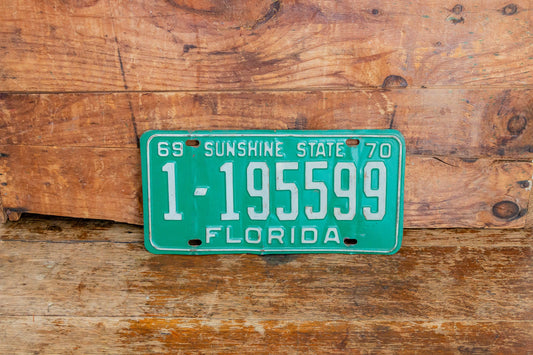 69 SUNSHINE STATE 70
1-195599
FLORIDA